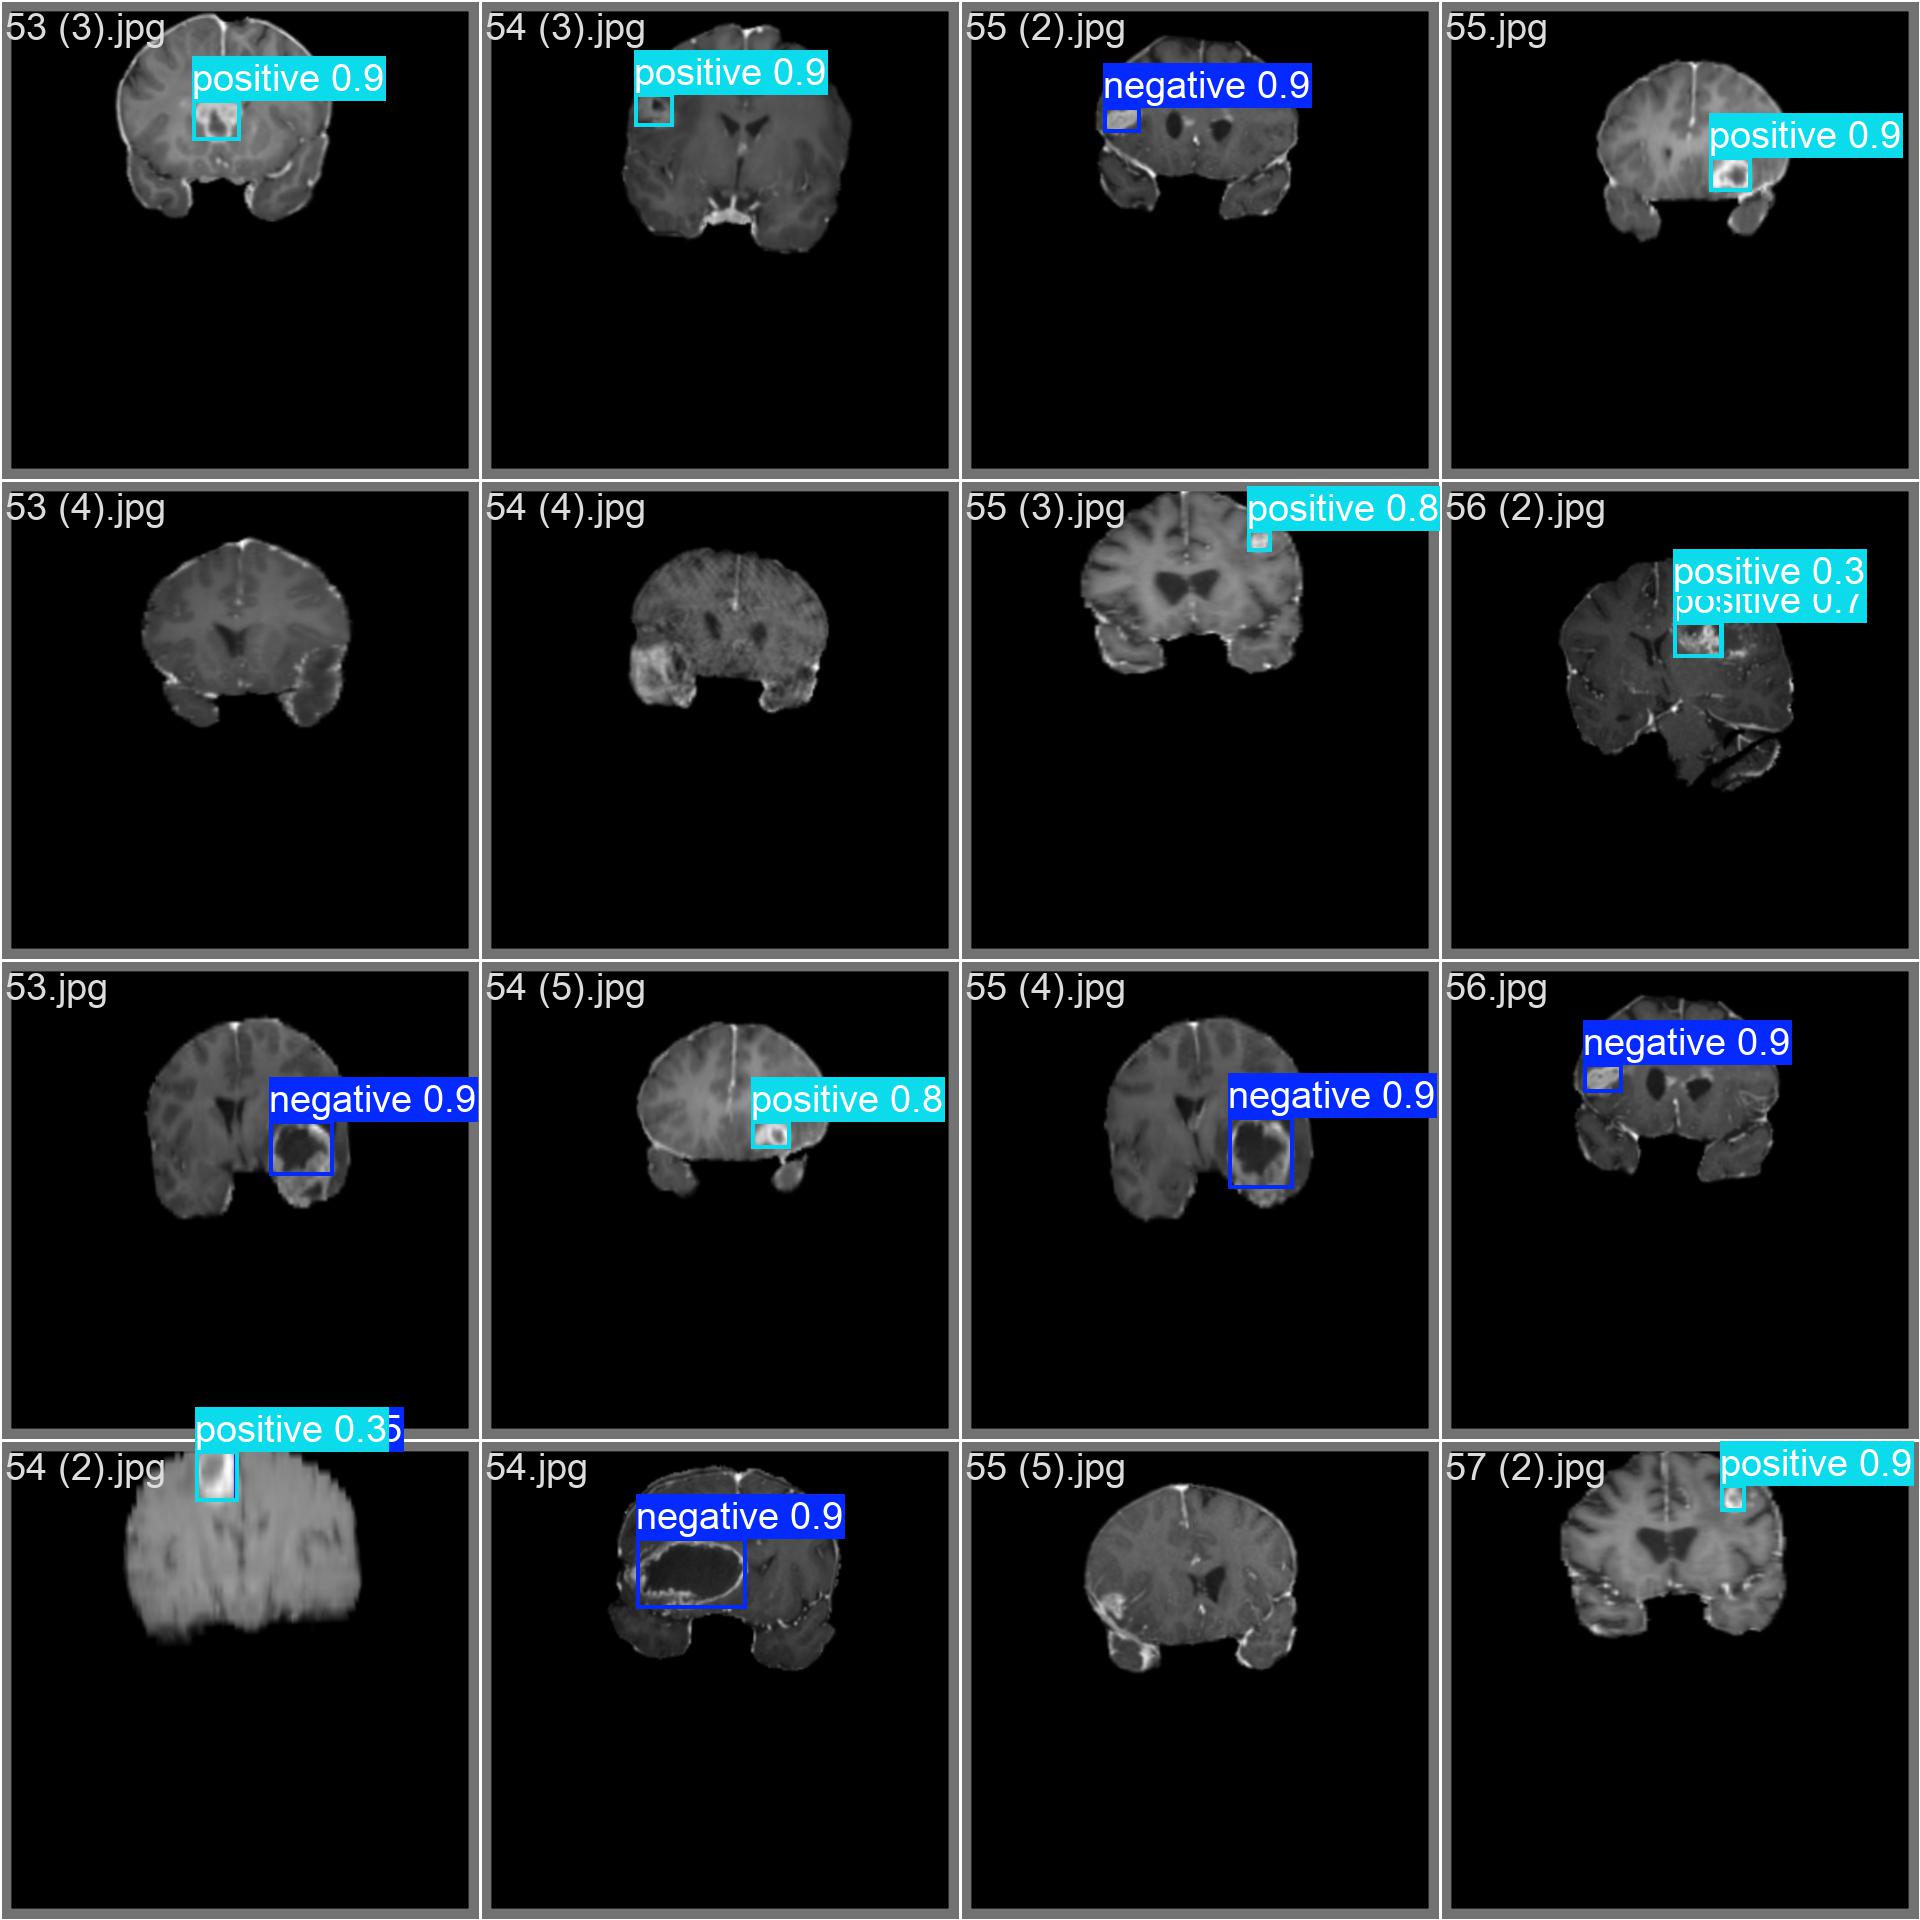 53 (3).jpg
positive 0.9
54 (3).jpg
positive 0.9
55 (2).jpg
negative 0.9
55.jpg
positive 0.9
53 (4).jpg
54 (4).jpg
55 (3).jpg
positive 0.8
56 (2).jpg
positive 0.3
positive 0.7
53.jpg
negative 0.9
54 (5).jpg
positive 0.8
55 (4).jpg
negative 0.9
56.jpg
negative 0.9
54 (2).jpg
positive 0.3
5
54.jpg
negative 0.9
55 (5).jpg
57 (2).jpg
positive 0.9